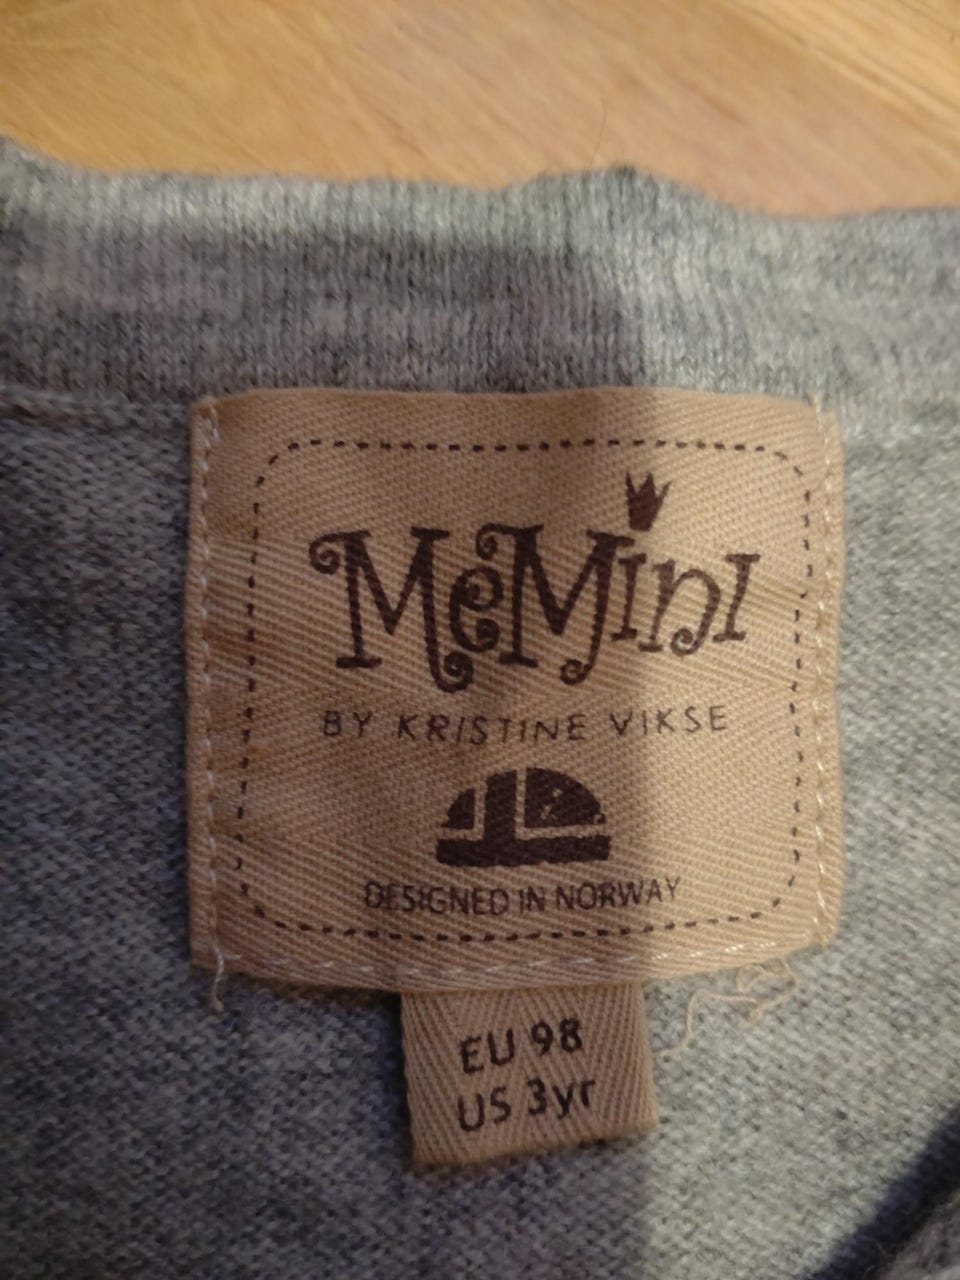 MeMini
BY KRISTINE VIKSE
DESIGNED IN NORWAY
EU 98
US 3yr